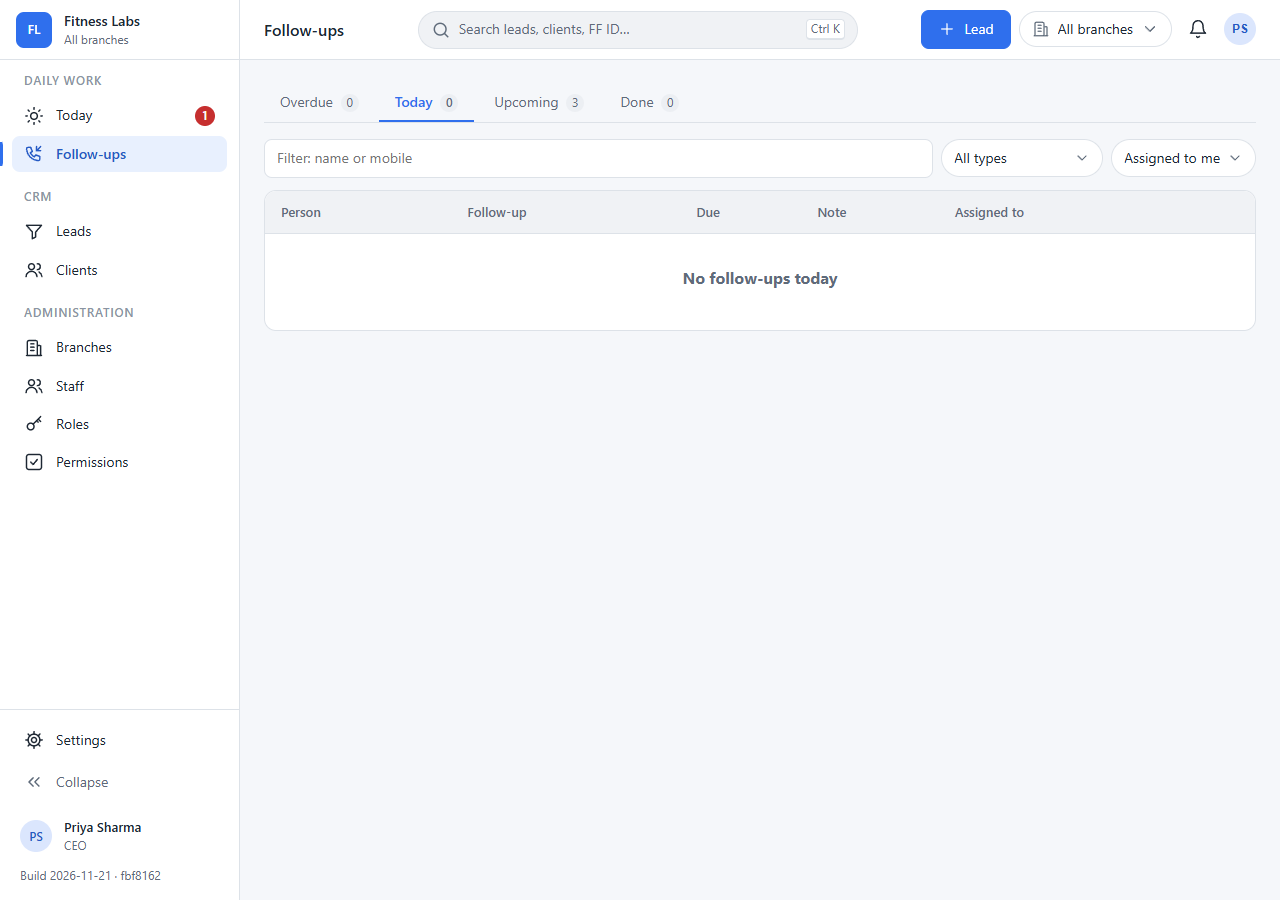 FL
Fitness Labs
All branches
DAILY WORK
Today 1
Follow-ups
CRM
Leads
Clients
ADMINISTRATION
Branches
Staff
Roles
Permissions
Settings
Collapse
PS
Priya Sharma
CEO
Build 2026-11-21 · fbf8162
Follow-ups
Search leads, clients, FF ID... Ctrl K
+ Lead
All branches
PS
Overdue 0 Today 0 Upcoming 3 Done 0
Filter: name or mobile
All types
Assigned to me
Person Follow-up Due Note Assigned to
No follow-ups today